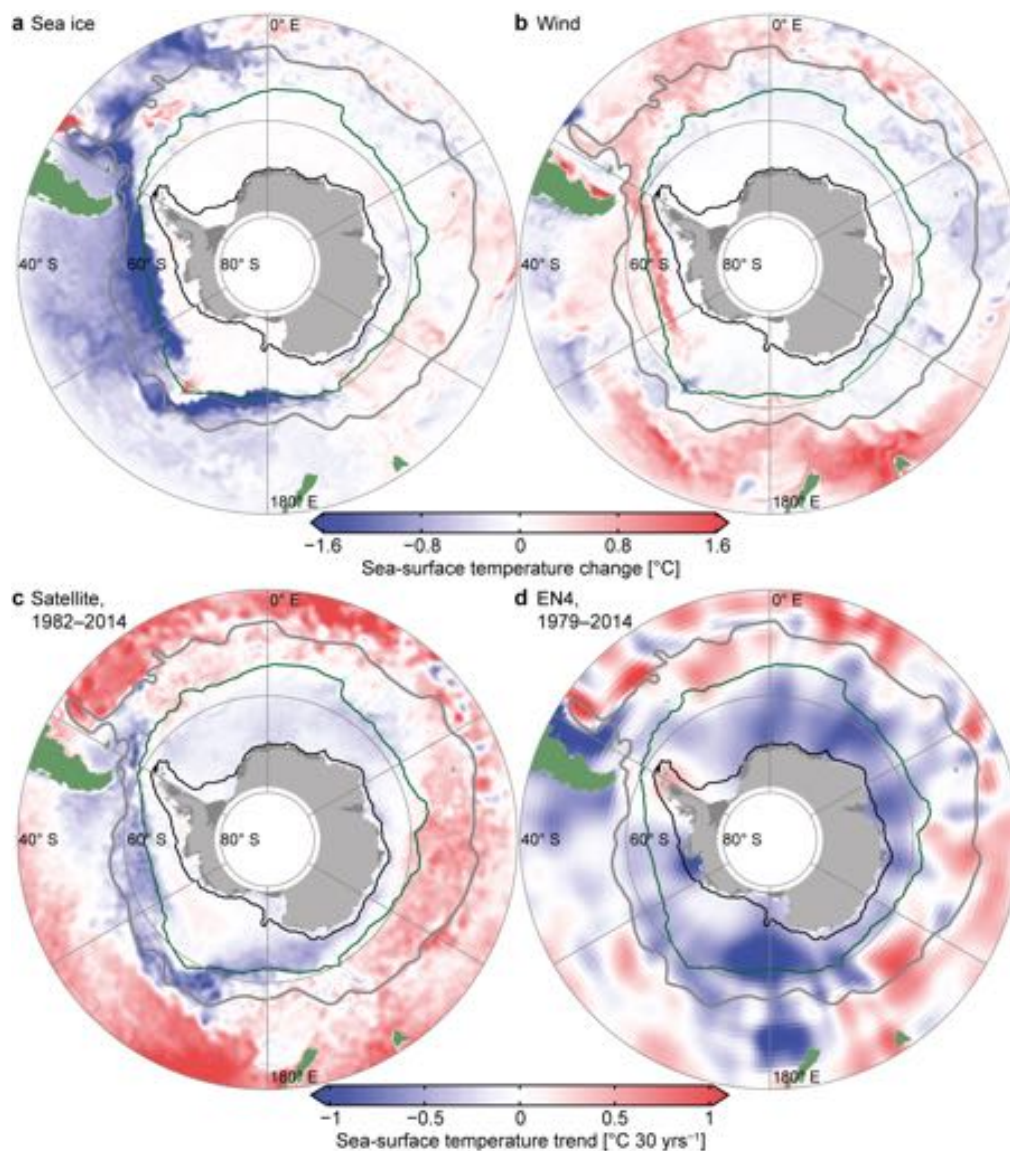 a Sea ice
0° E
40° S
60° S
80° S
180° E
b Wind
0° E
40° S
60° S
80° S
180° E
−1.6
−0.8
0
0.8
1.6
Sea-surface temperature change [°C]
c Satellite,
1982–2014
0° E
40° S
60° S
80° S
180° E
d EN4,
1979–2014
0° E
40° S
60° S
80° S
180° E
−1
−0.5
0
0.5
1
Sea-surface temperature trend [°C 30 yrs⁻¹]